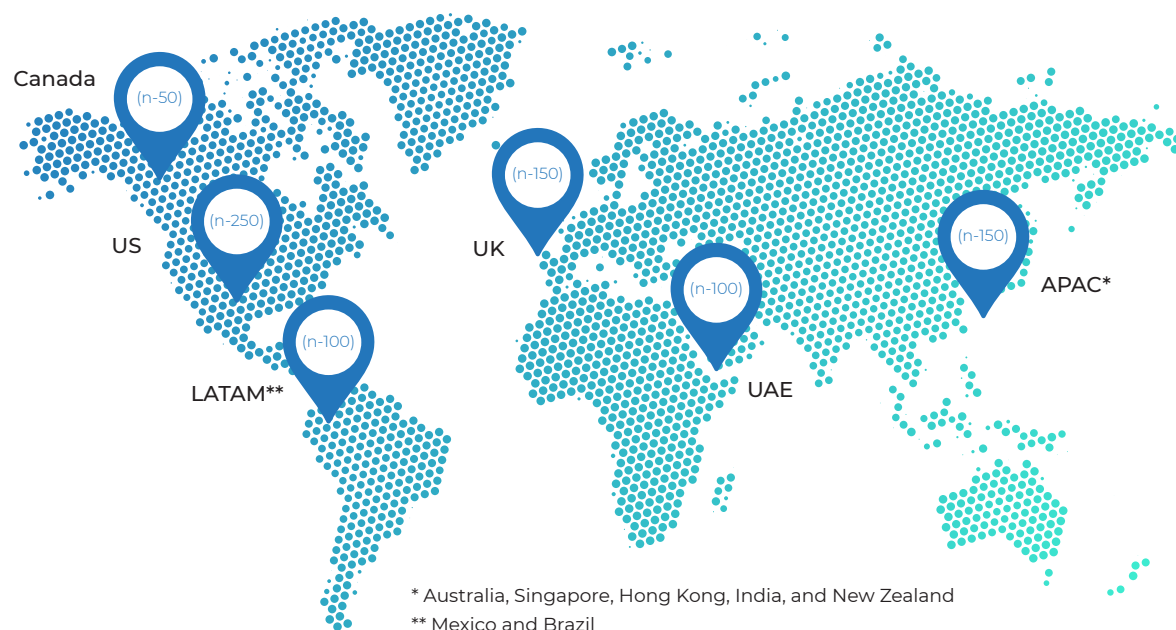 Canada
(n-50)
(n-150)
(n-250)
US
UK
(n-150)
(n-100)
APAC*
(n-100)
LATAM**
UAE
* Australia, Singapore, Hong Kong, India, and New Zealand
** Mexico and Brazil